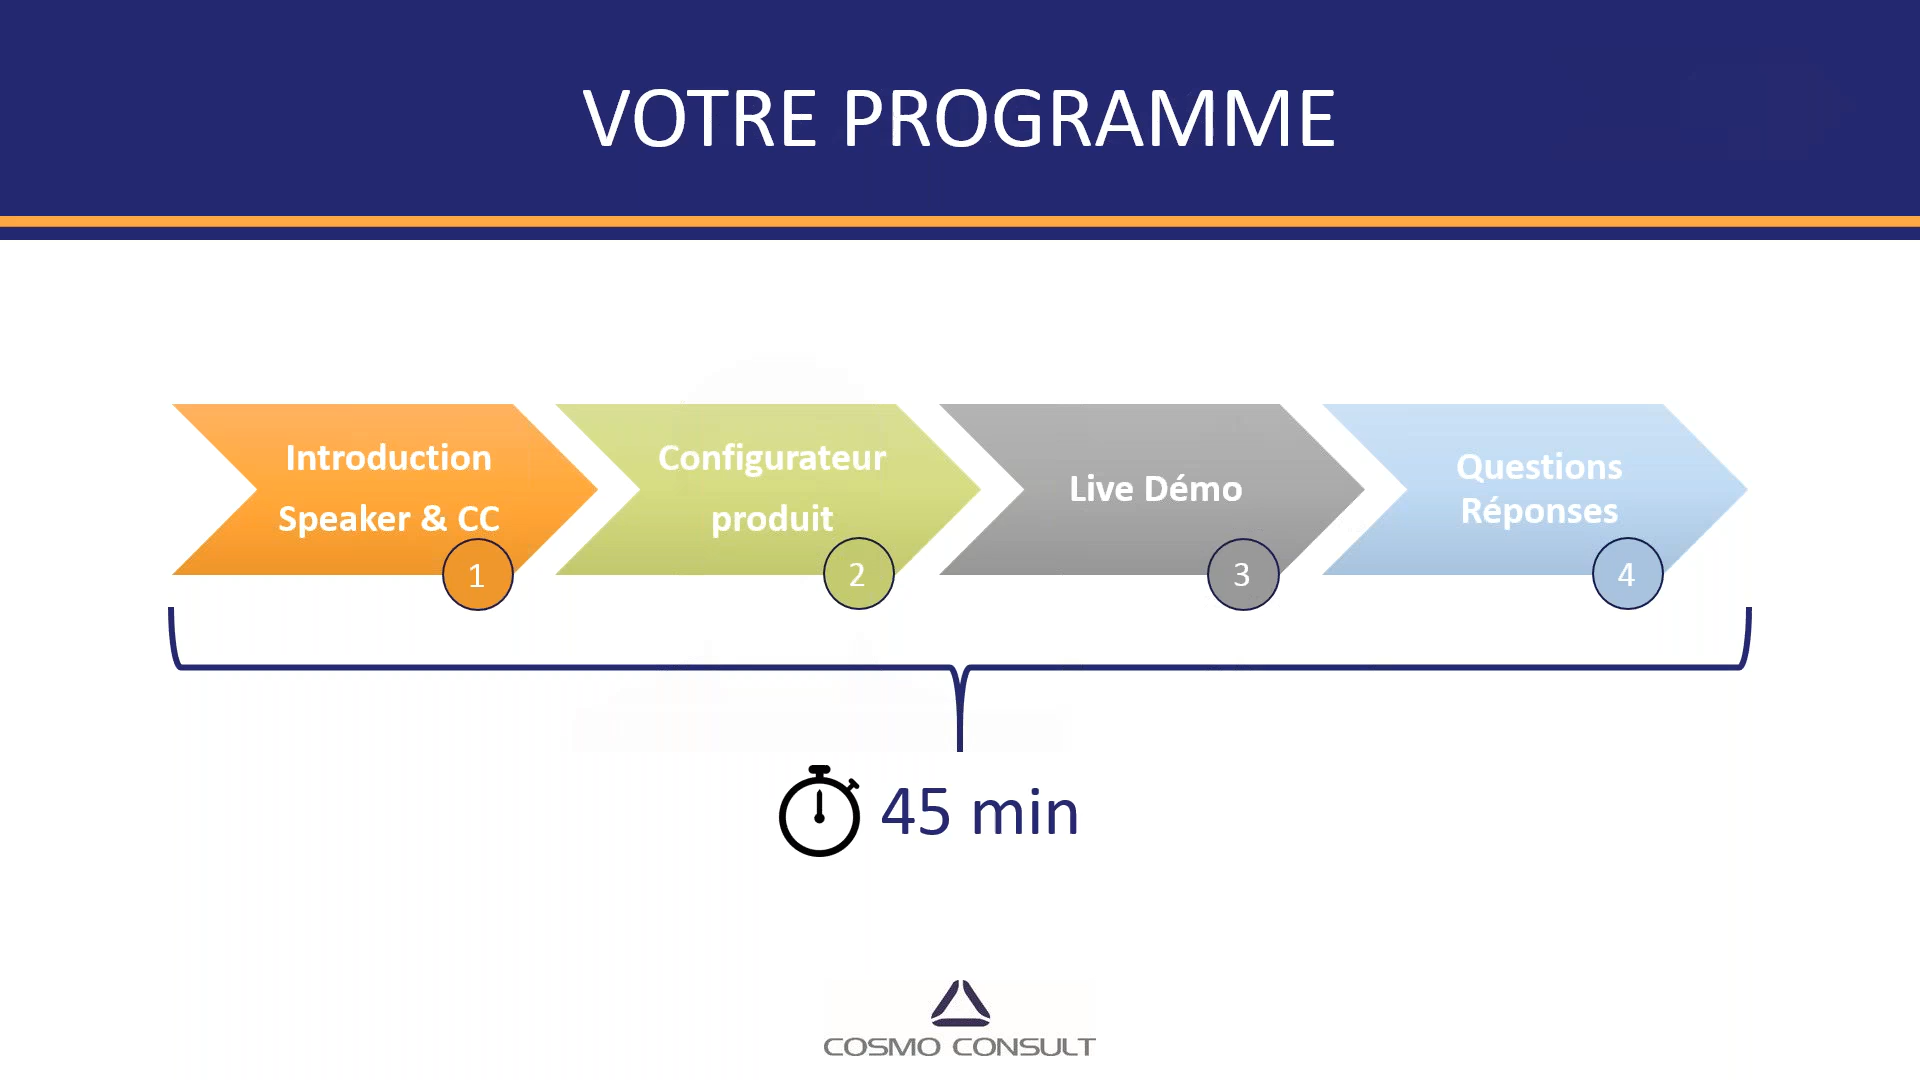 VOTRE PROGRAMME
Introduction
Speaker & CC
1
Configurateur
produit
2
Live Démo
3
Questions
Réponses
4
45 min
COSMO CONSULT